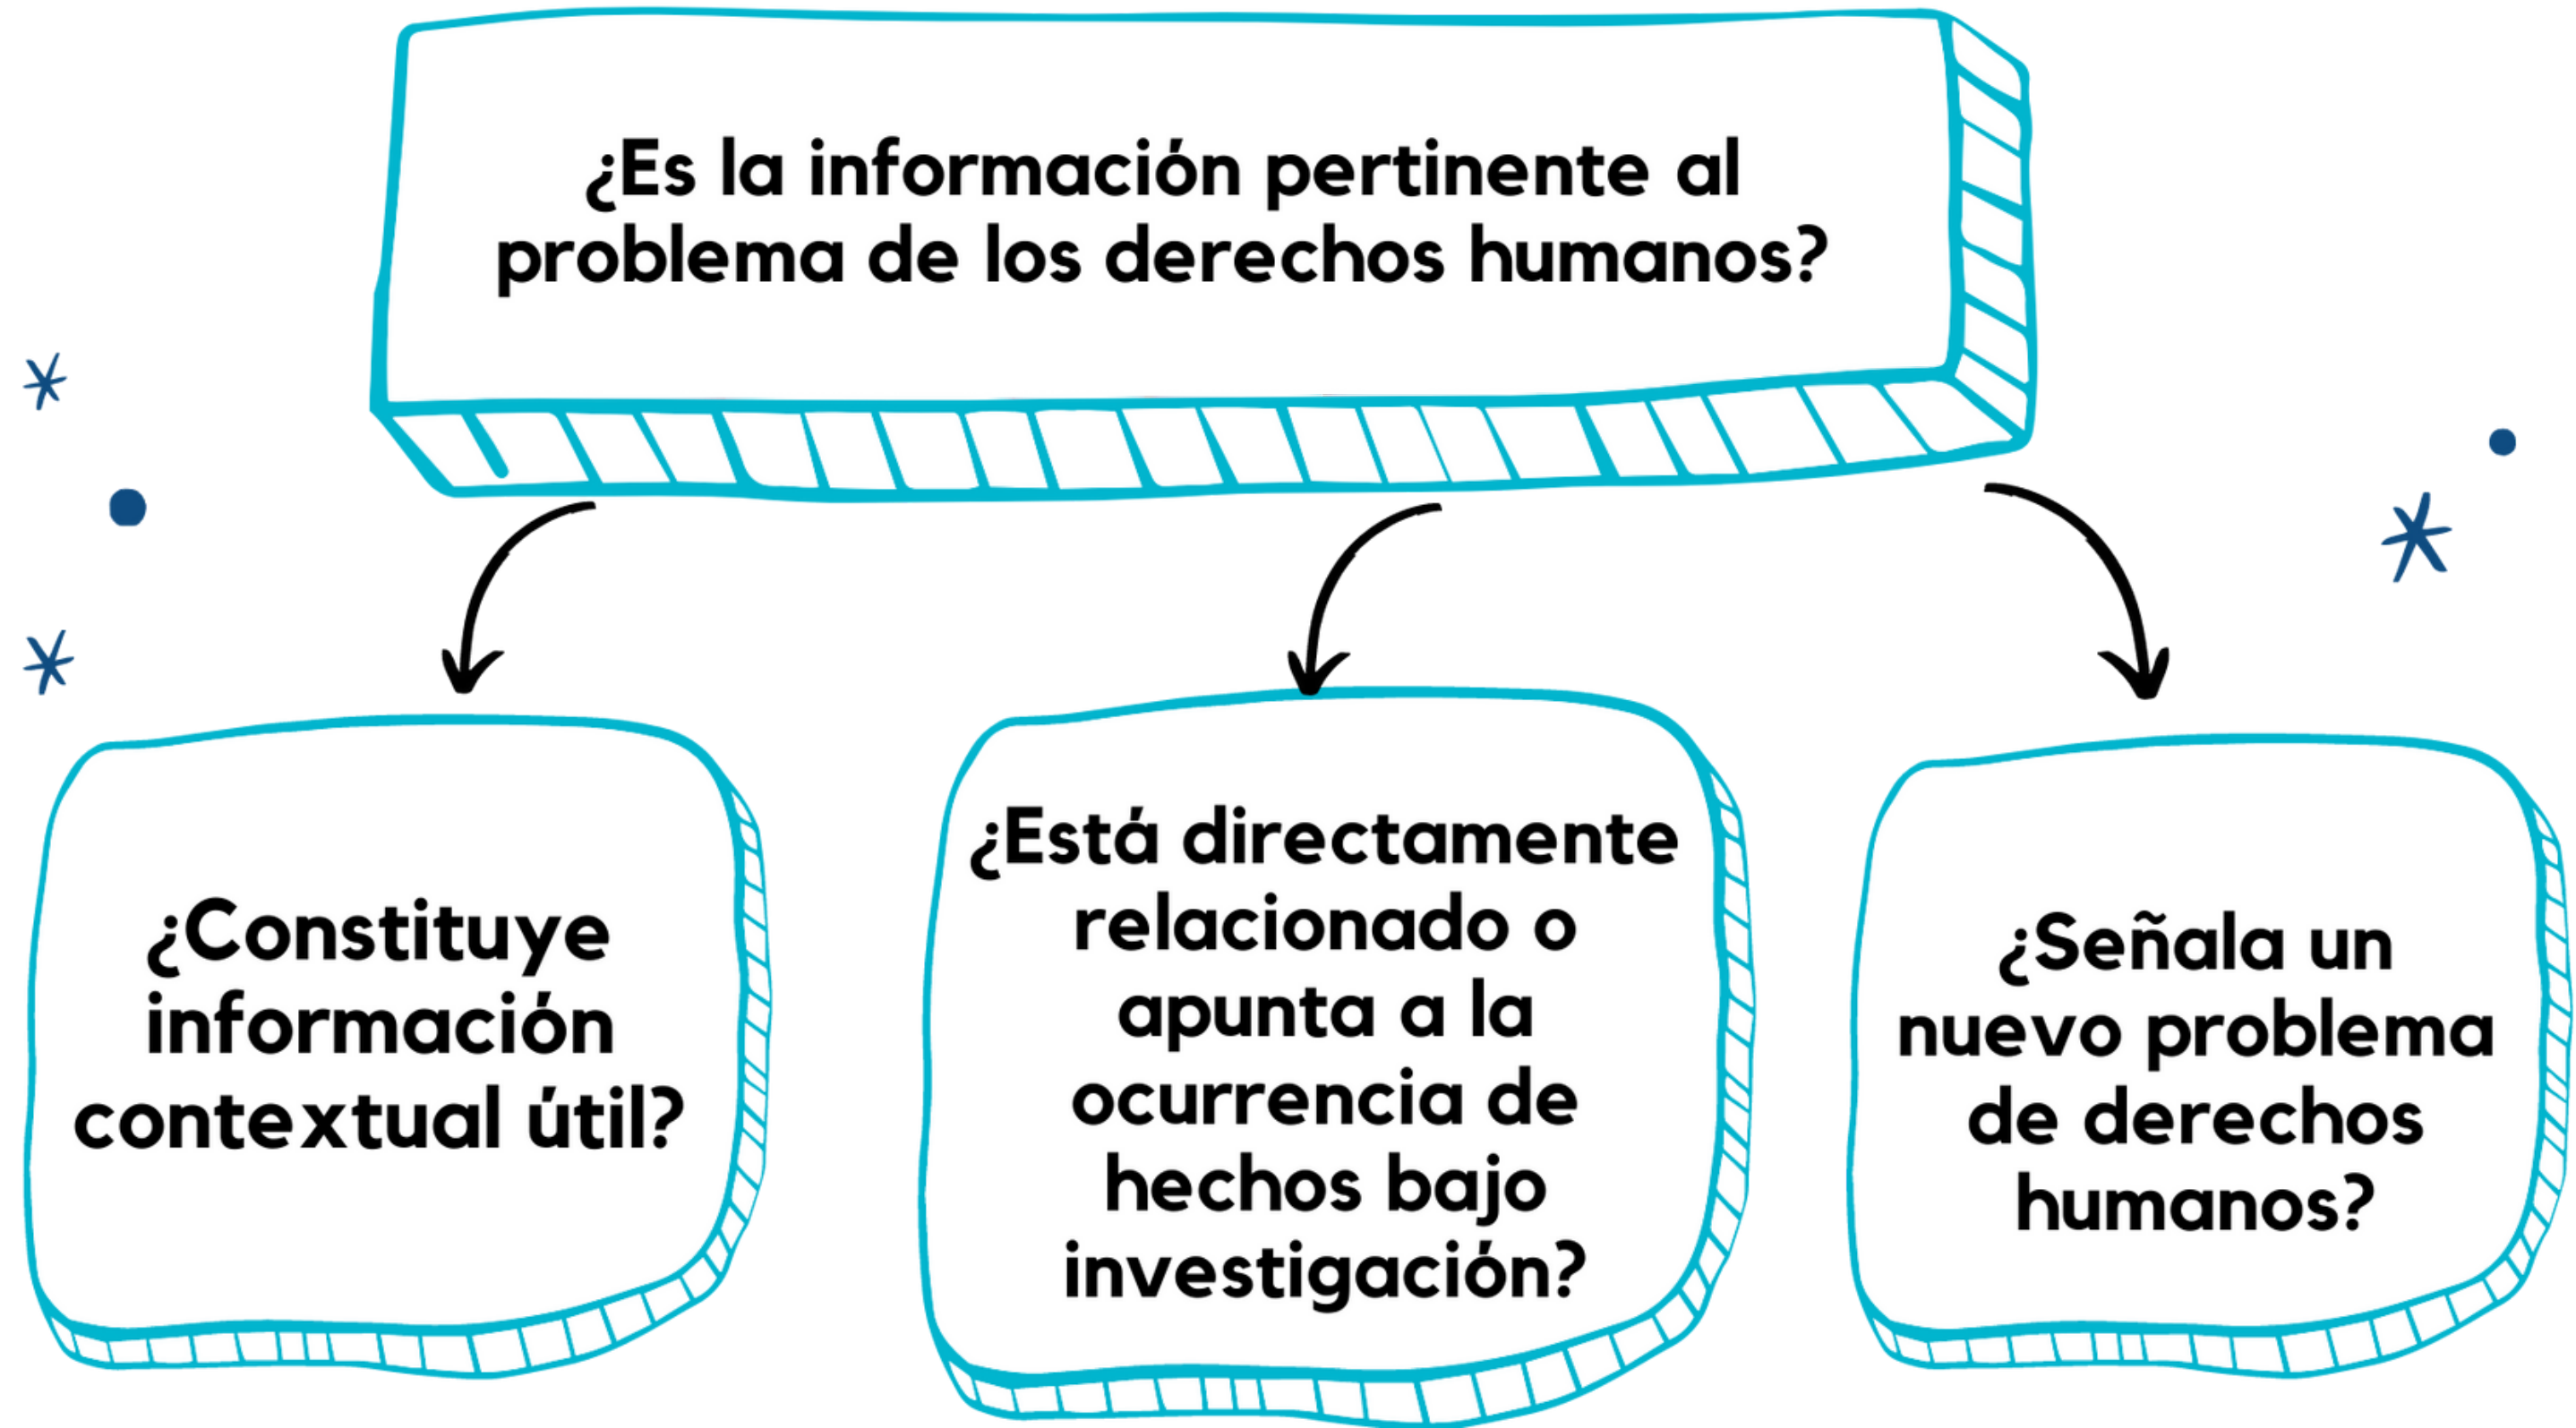 ¿Es la información pertinente al
problema de los derechos humanos?
¿Constituye
información
contextual útil?
¿Está directamente
relacionado o
apunta a la
ocurrencia de
hechos bajo
investigación?
¿Señala un
nuevo problema
de derechos
humanos?